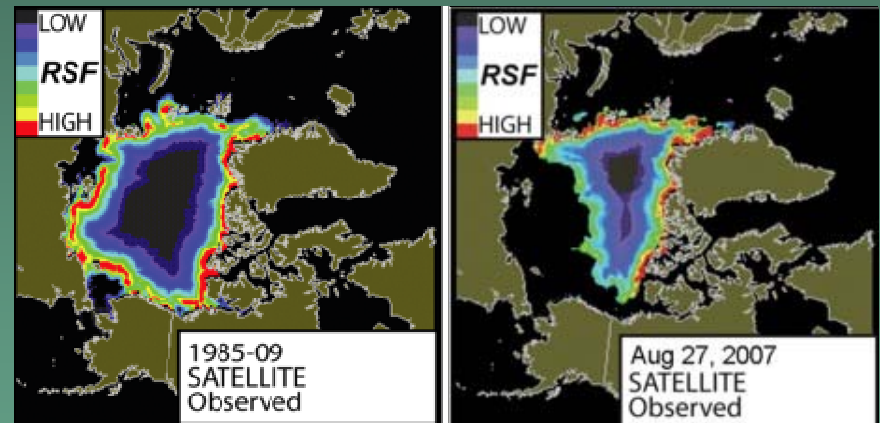 LOW
RSF
HIGH
1985-09
SATELLITE
Observed
LOW
RSF
HIGH
Aug 27, 2007
SATELLITE
Observed